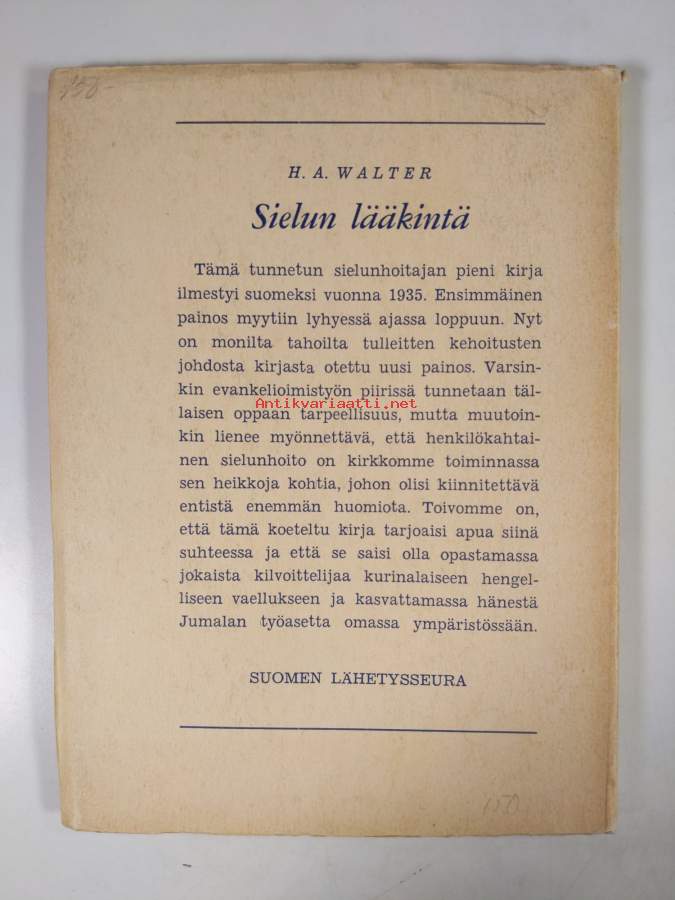 150-
H. A. WALTER
Sielun lääkintä
Tämä tunnetun sielunhoitajan pieni kirja
ilmestyi suomeksi vuonna 1935. Ensimmäinen
painos myytiin lyhyessä ajassa loppuun. Nyt
on monilta tahoilta tulleitten kehoitusten
johdosta kirjasta otettu uusi painos. Varsin-
kin evankelioimistyön piirissä tunnetaan täl-
Antikvariaatti.net
laisen oppaan tarpeellisuus, mutta muutoin-
kin lienee myönnettävä, että henkilökahtai-
nen sielunhoito on kirkkomme toiminnassa
sen heikkoja kohtia, johon olisi kiinnitettävä
entistä enemmän huomiota. Toivomme on,
että tämä koeteltu kirja tarjoaisi apua siinä
suhteessa ja että se saisi olla opastamassa
jokaista kilvoittelijaa kurinalaiseen hengel-
liseen vaellukseen ja kasvattamassa hänestä
Jumalan työasetta omassa ympäristössään.
SUOMEN LÄHETYSSEURA
150